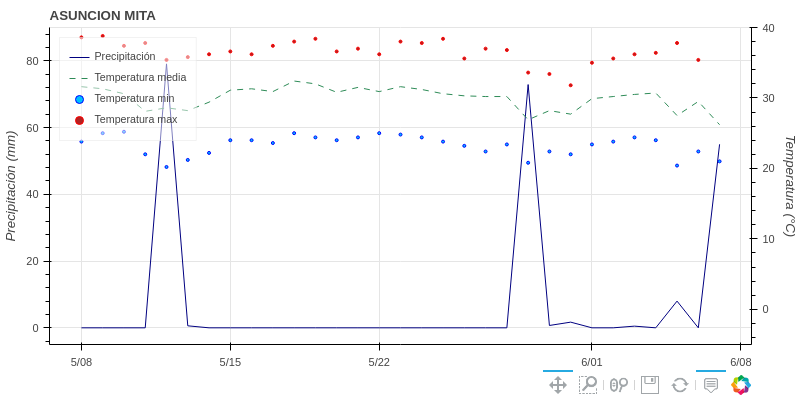 ASUNCION MITA
Precipitación (mm)
80
60
40
20
0
Precipitación
Temperatura media
Temperatura min
Temperatura max
40
30
20
10
0
Temperatura (°C)
5/08
5/15
5/22
6/01
6/08